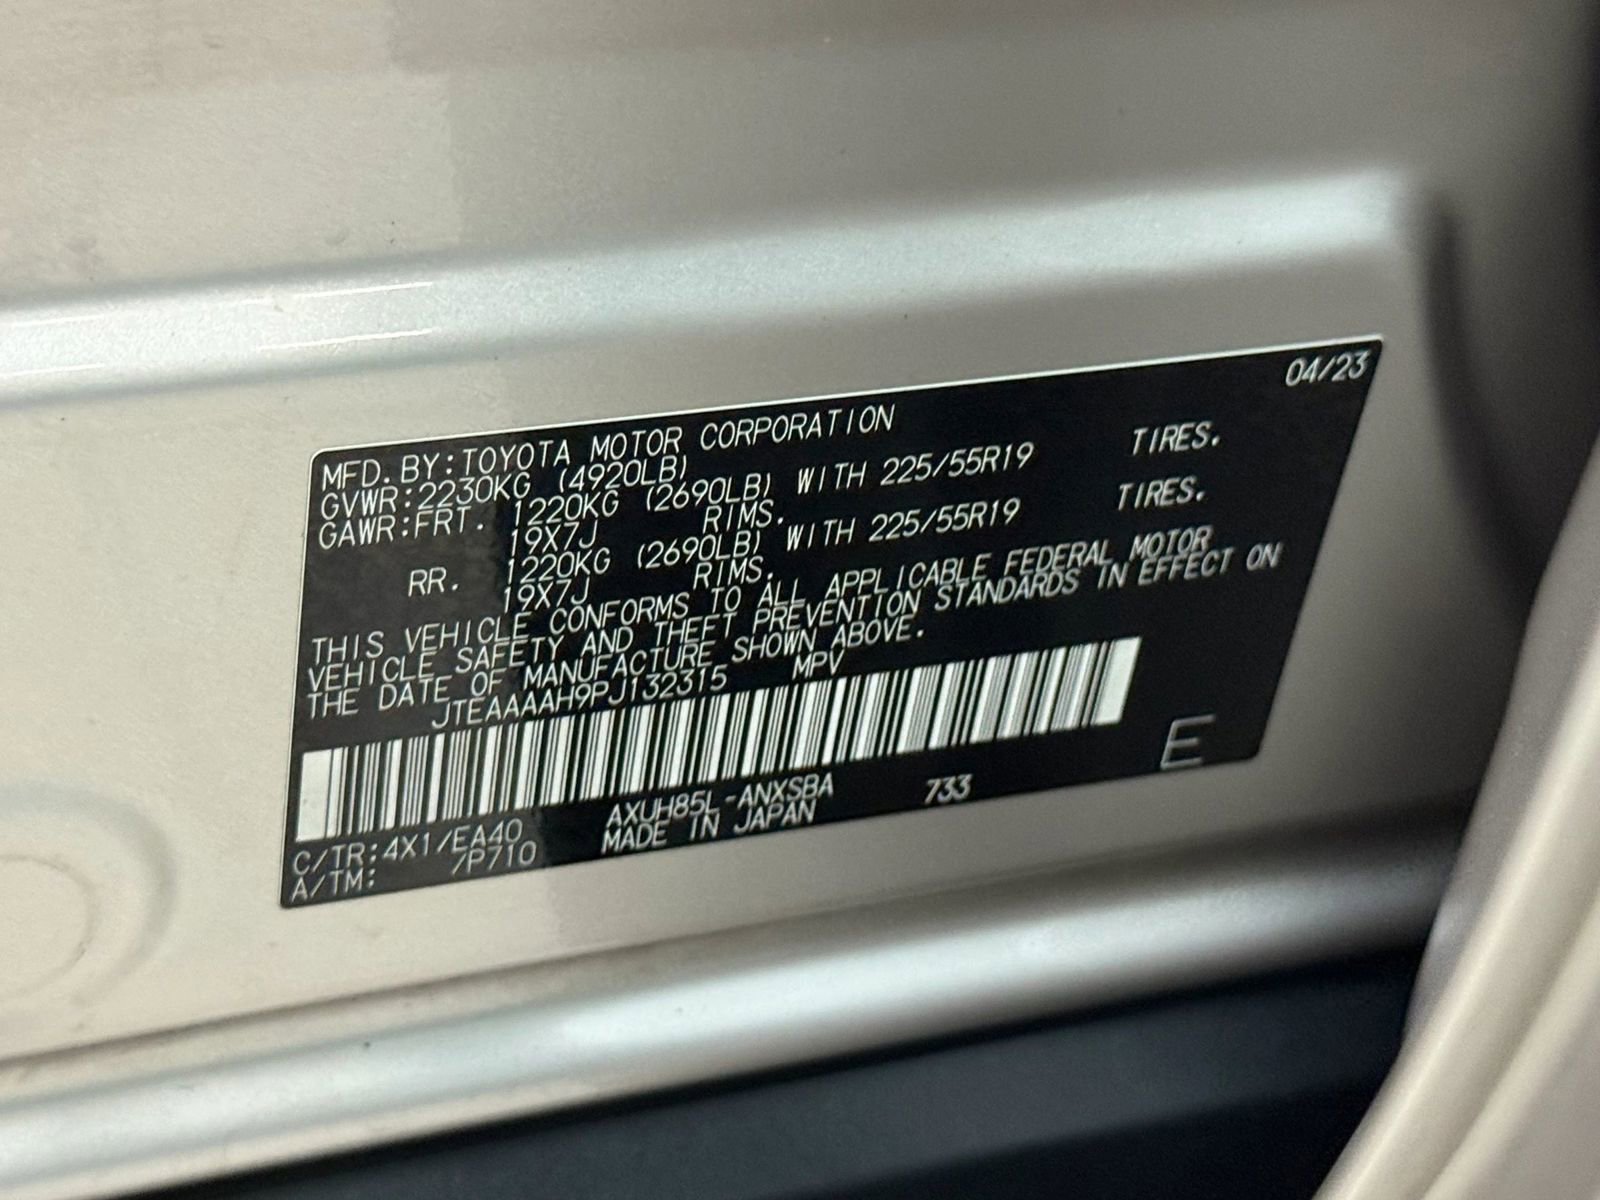 04/23
MFD. BY: TOYOTA MOTOR CORPORATION
GVWR: 2230KG (4920LB)
GAWR: FRT. 1220KG (2690LB) WITH 225/55R19 TIRES.
19X7J RIMS.
RR. 1220KG (2690LB) WITH 225/55R19 TIRES.
19X7J RIMS.
THIS VEHICLE CONFORMS TO ALL APPLICABLE FEDERAL MOTOR
VEHICLE SAFETY AND THEFT PREVENTION STANDARDS IN EFFECT ON
THE DATE OF MANUFACTURE SHOWN ABOVE.
JTEAAAAH9PJ132315 MPV
E
C/TR: 4X1/EA40 AXUH85L-ANXSBA 733
A/TM: /P710 MADE IN JAPAN